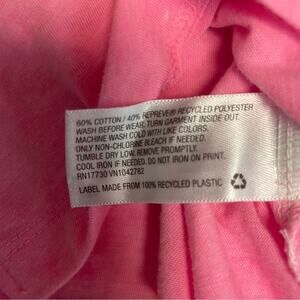 60% COTTON / 40% REPREVE® RECYCLED POLYESTER
WASH BEFORE WEAR. TURN GARMENT INSIDE OUT.
MACHINE WASH COLD WITH LIKE COLORS.
ONLY NON-CHLORINE BLEACH IF NEEDED.
TUMBLE DRY LOW. REMOVE PROMPTLY.
COOL IRON IF NEEDED. DO NOT IRON ON PRINT.
RN17730 VN1042782
LABEL MADE FROM 100% RECYCLED PLASTIC